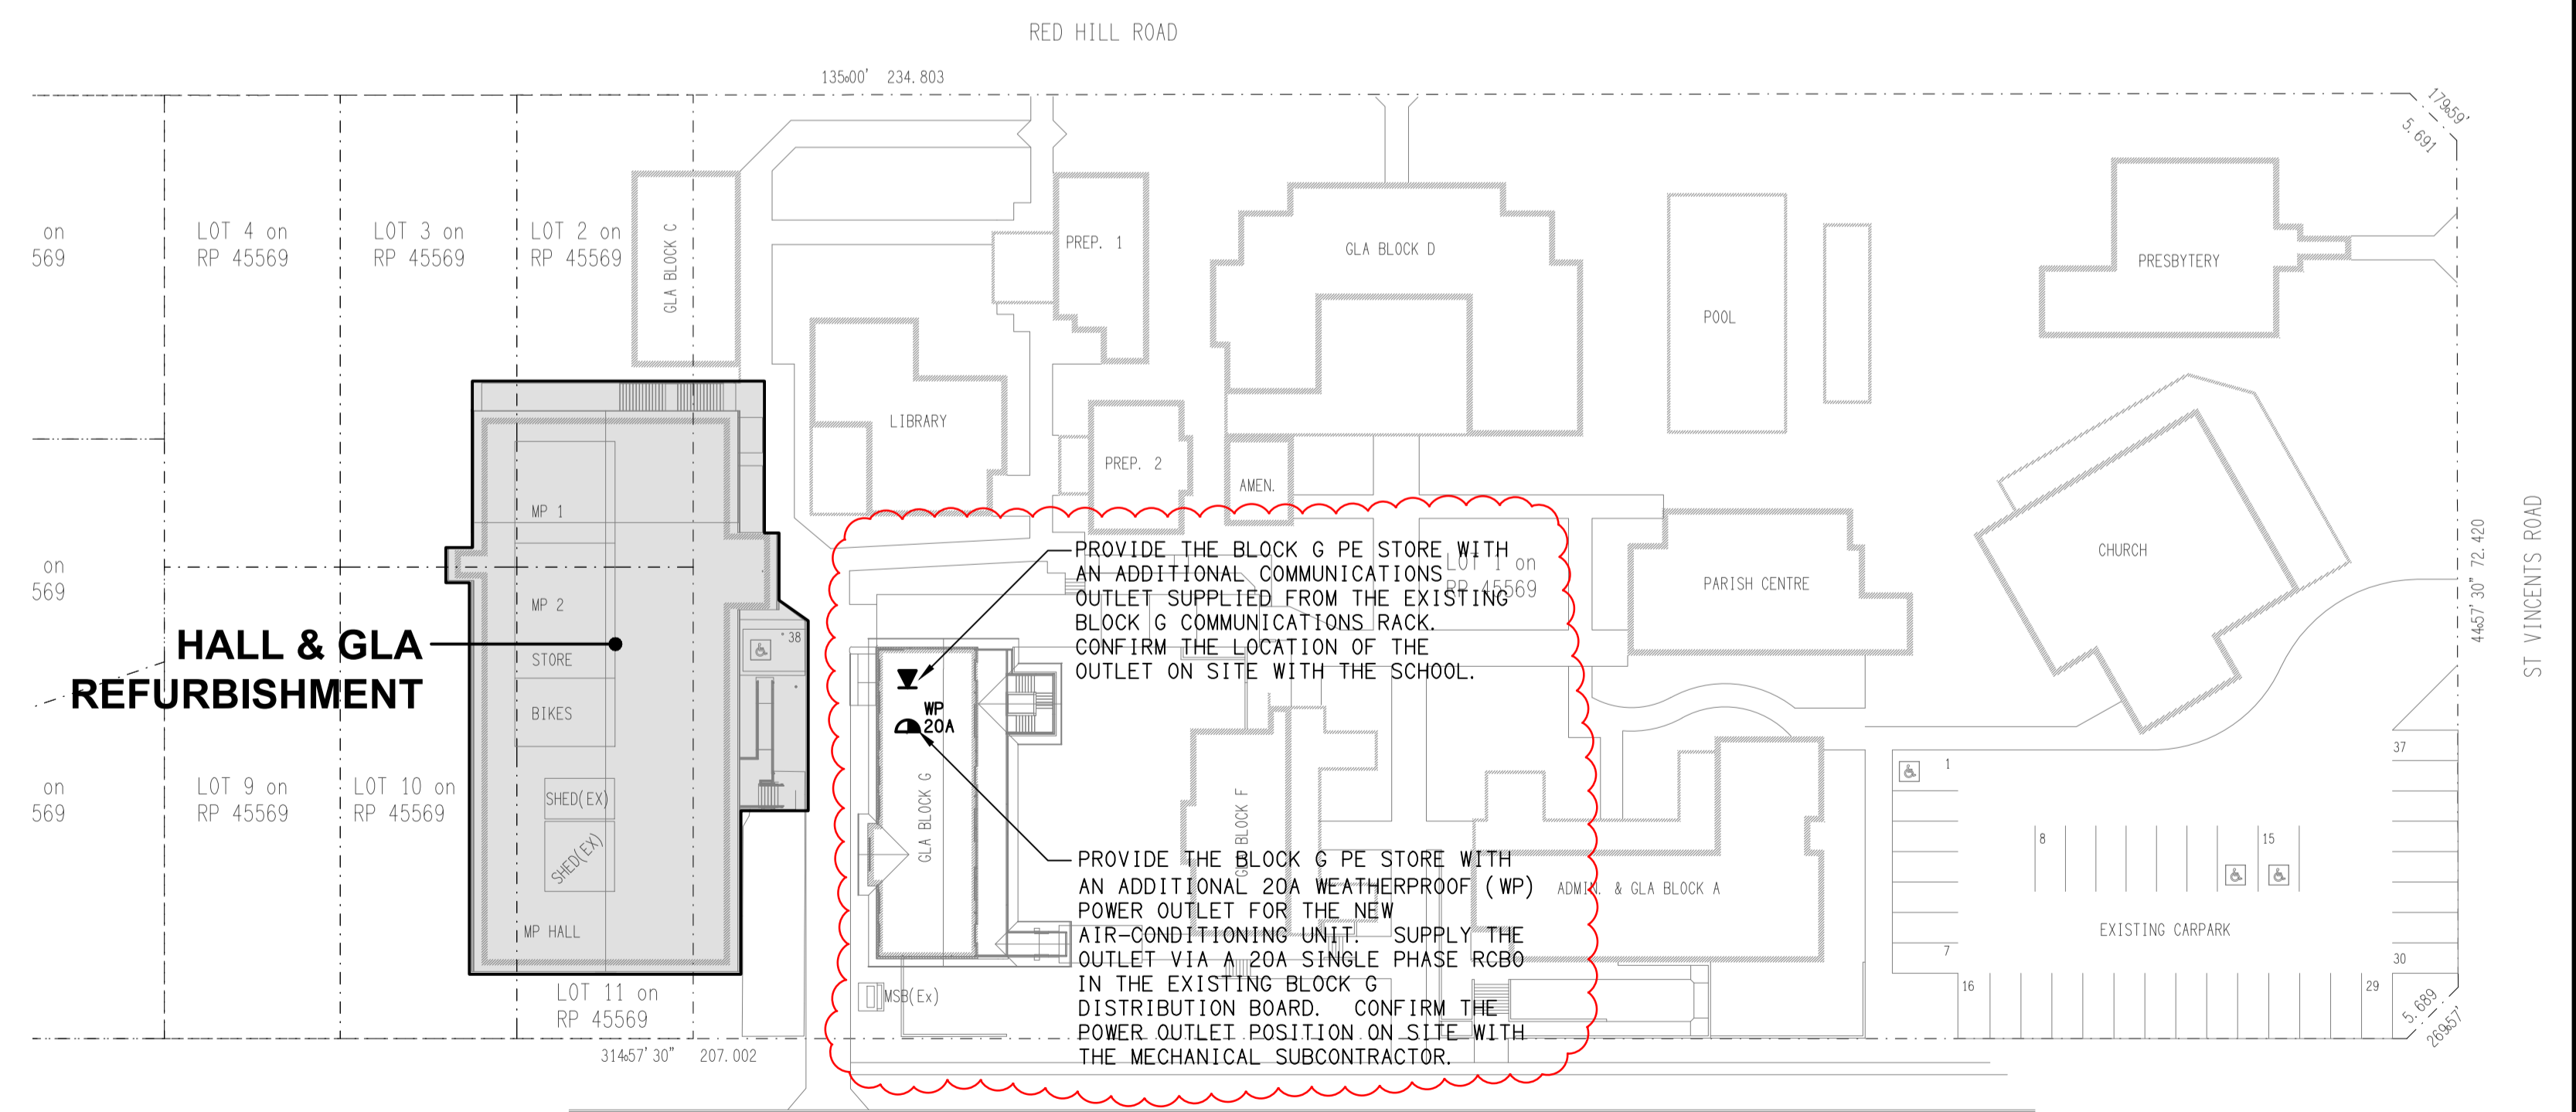 RED HILL ROAD
135°00' 234.803
179°59'
5.691
on
569
LOT 4 on
RP 45569
LOT 3 on
RP 45569
LOT 2 on
RP 45569
GLA BLOCK C
PREP. 1
GLA BLOCK D
POOL
PRESBYTERY
LIBRARY
PREP. 2
AMEN.
MP 1
MP 2
STORE
BIKES
SHED(EX)
SHED(EX)
MP HALL
38
on
569
HALL & GLA
REFURBISHMENT
PROVIDE THE BLOCK G PE STORE WITH
AN ADDITIONAL COMMUNICATIONS
OUTLET SUPPLIED FROM THE EXISTING
BLOCK G COMMUNICATIONS RACK.
CONFIRM THE LOCATION OF THE
OUTLET ON SITE WITH THE SCHOOL.
LOT 1 on
RP 45569
PARISH CENTRE
CHURCH
44°57'30" 72.420
ST VINCENTS ROAD
WP
20A
GLA BLOCK G
GLA BLOCK F
on
569
LOT 9 on
RP 45569
LOT 10 on
RP 45569
PROVIDE THE BLOCK G PE STORE WITH
AN ADDITIONAL 20A WEATHERPROOF (WP)
POWER OUTLET FOR THE NEW
AIR-CONDITIONING UNIT. SUPPLY THE
OUTLET VIA A 20A SINGLE PHASE RCBO
IN THE EXISTING BLOCK G
DISTRIBUTION BOARD. CONFIRM THE
POWER OUTLET POSITION ON SITE WITH
THE MECHANICAL SUBCONTRACTOR.
ADMIN. & GLA BLOCK A
1
37
8
15
EXISTING CARPARK
7
30
16
29
MSB(Ex)
LOT 11 on
RP 45569
314°57'30" 207.002
5.689
269°57'